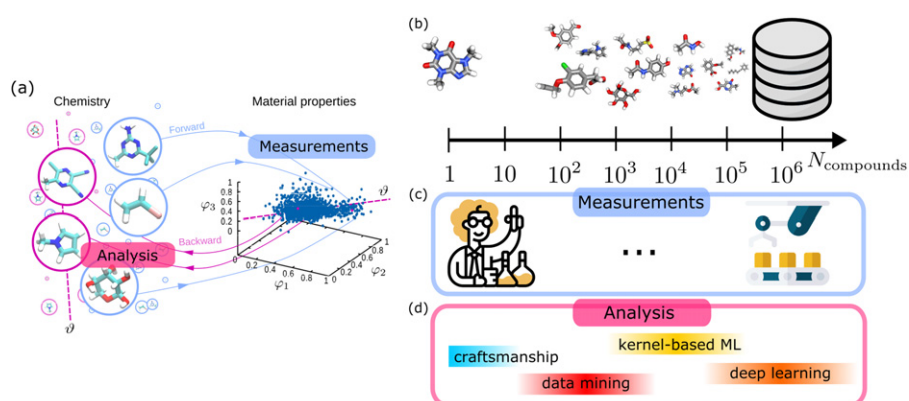 (a)
Chemistry
Material properties
Forward
Measurements
ϑ
φ₃
1
0.8
0.6
0.4
0.2
0
Backward
Analysis
0 0.2 0.4 0.6 0.8 1
φ₁
0 0.2 0.4 0.6 0.8 1
φ₂
ϑ
(b)
1 10 10² 10³ 10⁴ 10⁵ 10⁶ N_compounds
(c)
Measurements
...
(d)
Analysis
craftsmanship
kernel-based ML
data mining
deep learning